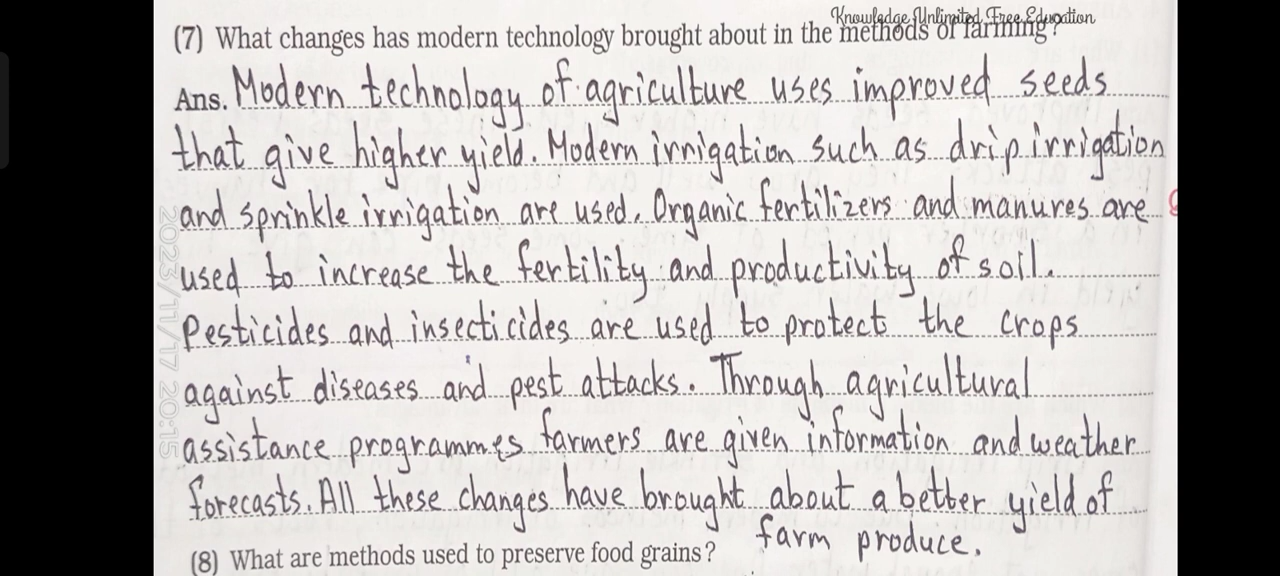 Knowledge Unlimited Free Education
(7) What changes has modern technology brought about in the methods of farming?
Ans. Modern technology of agriculture uses improved seeds
that give higher yield. Modern irrigation such as drip irrigation
and sprinkle irrigation are used. Organic fertilizers and manures are
used to increase the fertility and productivity of soil.
Pesticides and insecticides are used to protect the crops
against diseases and pest attacks. Through agricultural
assistance programmes farmers are given information and weather
forecasts. All these changes have brought about a better yield of
farm produce.
(8) What are methods used to preserve food grains?
2023/11/17 20:15